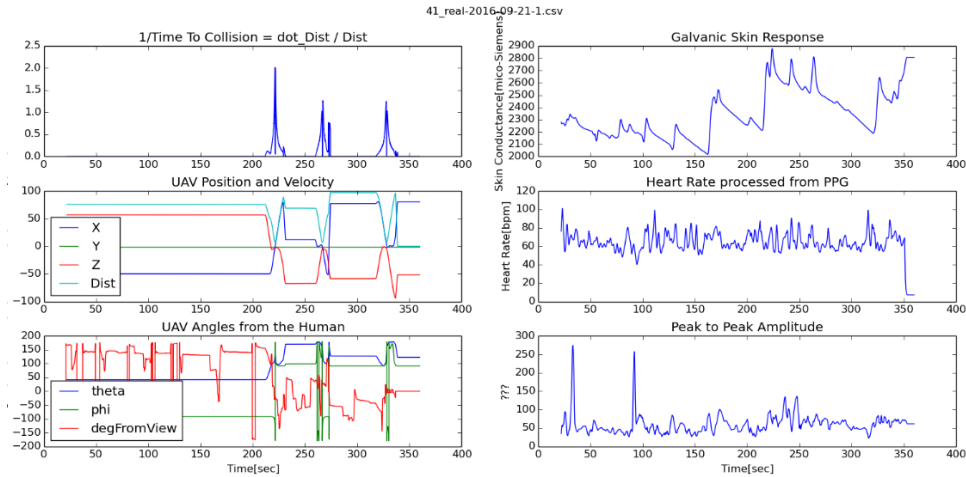 41_real-2016-09-21-1.csv
1/Time To Collision = dot_Dist / Dist
2.5
2.0
1.5
1.0
0.5
0.0
0 50 100 150 200 250 300 350 400
UAV Position and Velocity
100
50
0
−50
−100
X
Y
Z
Dist
0 50 100 150 200 250 300 350 400
UAV Angles from the Human
200
150
100
50
0
−50
−100
−150
−200
theta
phi
degFromView
0 50 100 150 200 250 300 350 400
Time[sec]
Galvanic Skin Response
Skin Conductance[mico-Siemens]
2900
2800
2700
2600
2500
2400
2300
2200
2100
2000
0 50 100 150 200 250 300 350 400
Heart Rate processed from PPG
Heart Rate[bpm]
120
100
80
60
40
20
0
0 50 100 150 200 250 300 350 400
Peak to Peak Amplitude
???
300
250
200
150
100
50
0
0 50 100 150 200 250 300 350 400
Time[sec]